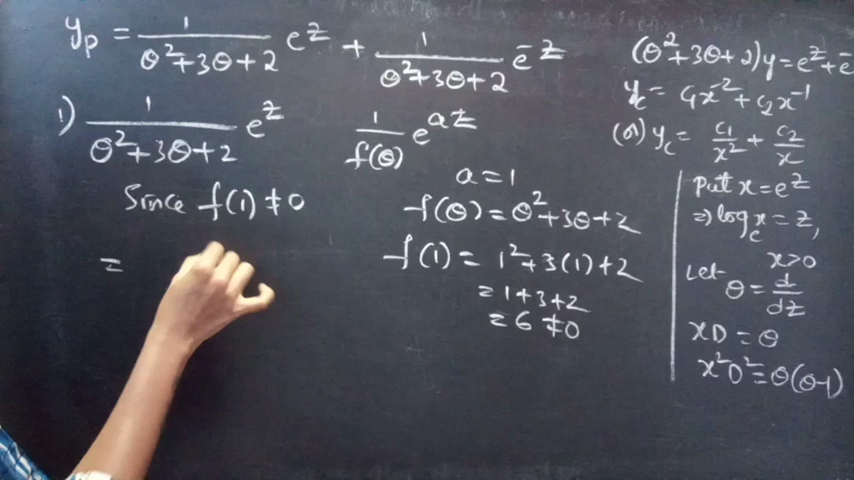 y_p = 1/(θ²+3θ+2) e^z + 1/(θ²+3θ+2) e^-z
1) 1/(θ²+3θ+2) e^z
Since f(1) ≠ 0
=
1/f(θ) e^az
a = 1
f(θ) = θ²+3θ+2
f(1) = 1²+3(1)+2
= 1+3+2
= 6 ≠ 0
(θ²+3θ+2)y = e^z + e^-
y_c = c₁x^-2 + c₂x^-1
(or) y_c = c₁/x² + c₂/x
Put x = e^z
⇒ log_e x = z,
x>0
Let θ = d/dz
xD = θ
x²D² = θ(θ-1)